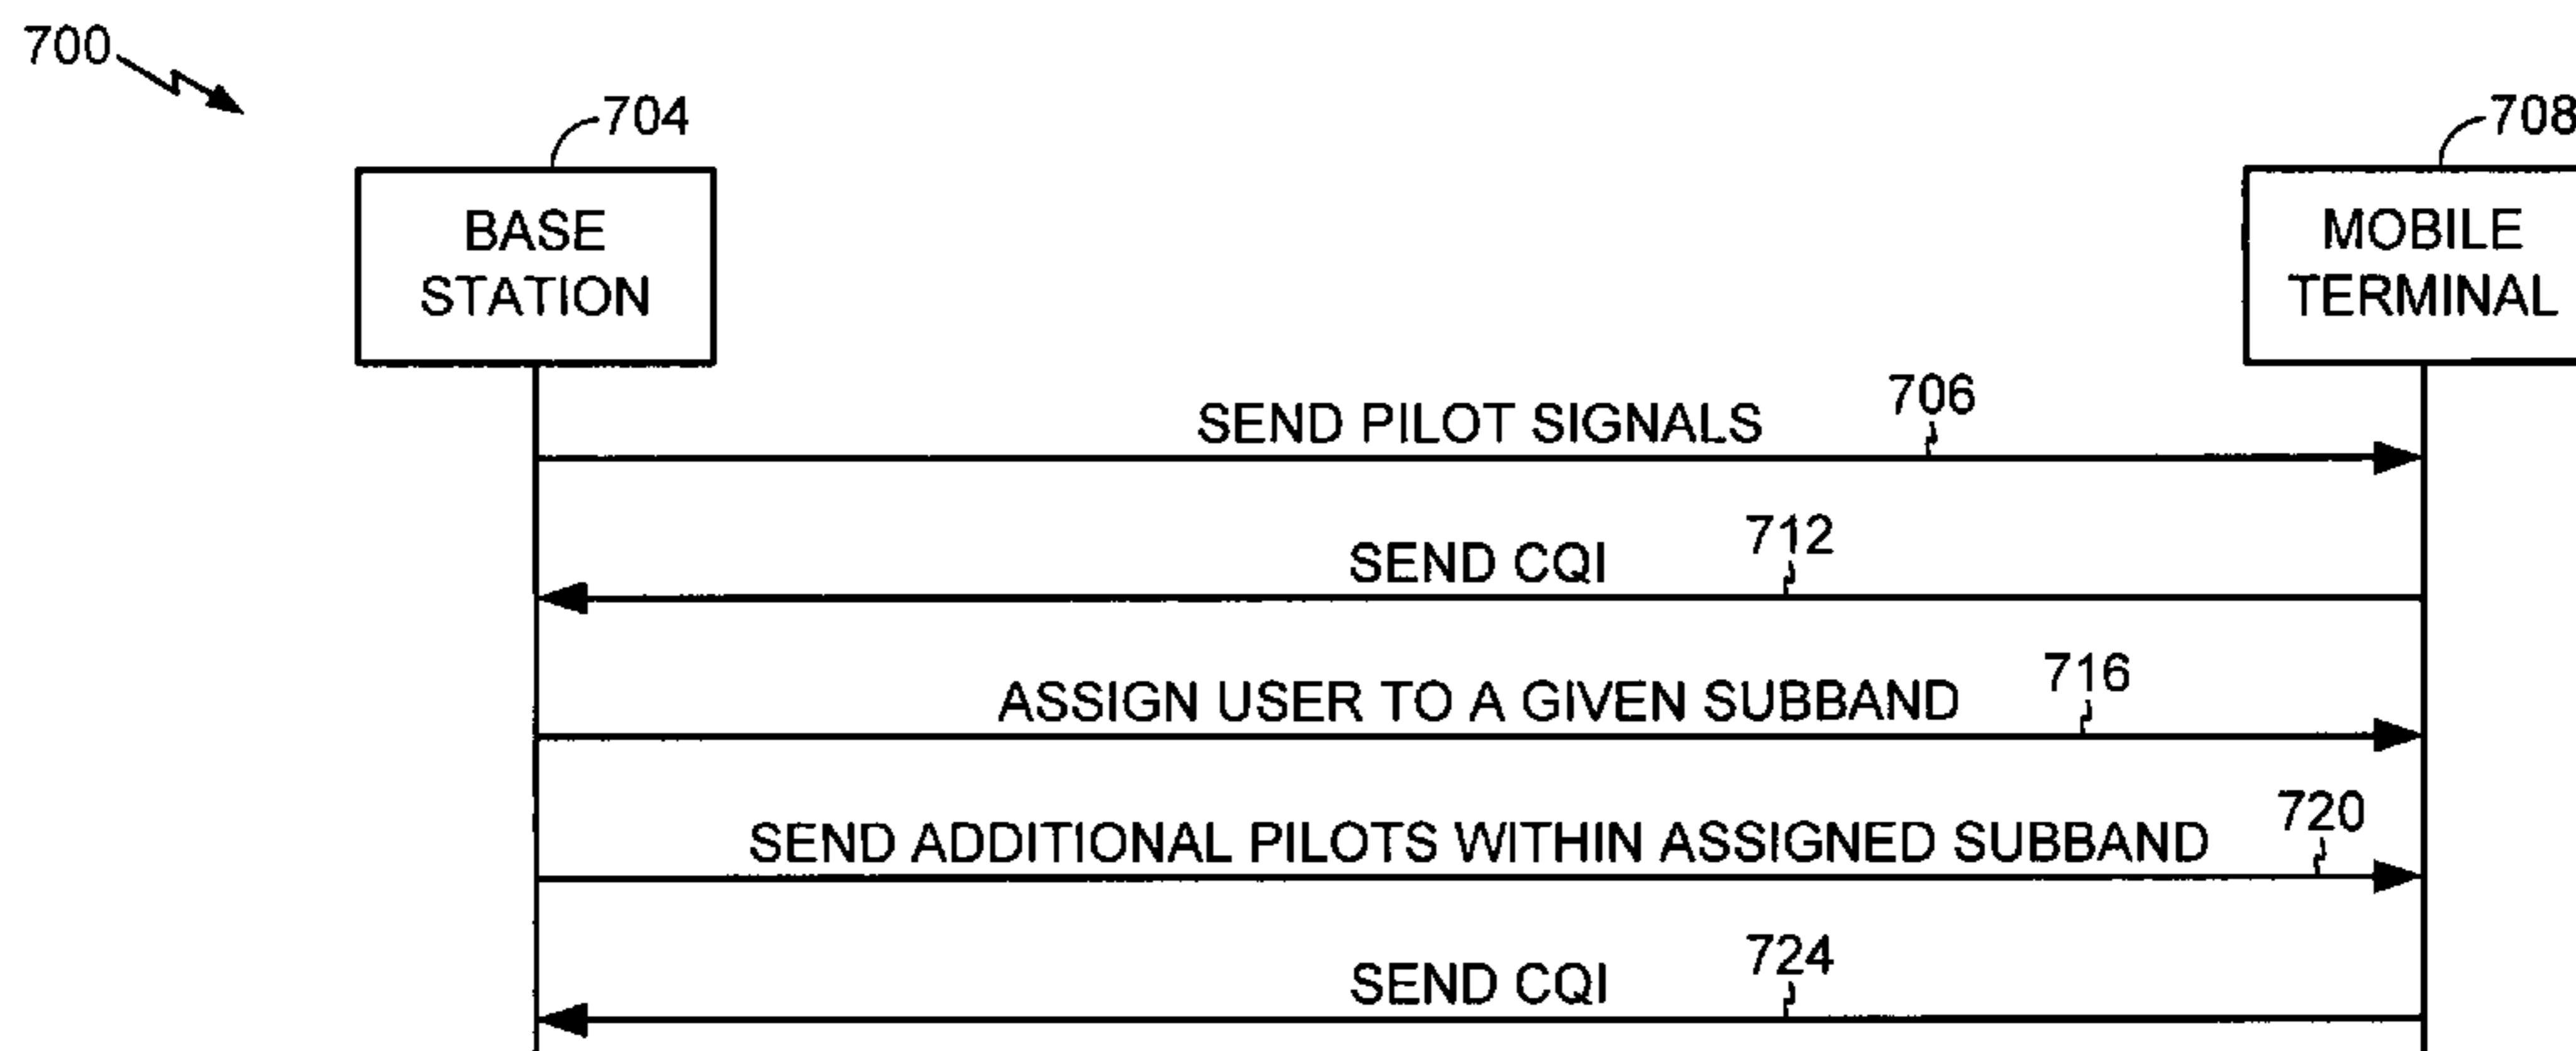 700
704
708
BASE
STATION
MOBILE
TERMINAL
706
SEND PILOT SIGNALS
712
SEND CQI
716
ASSIGN USER TO A GIVEN SUBBAND
720
SEND ADDITIONAL PILOTS WITHIN ASSIGNED SUBBAND
724
SEND CQI